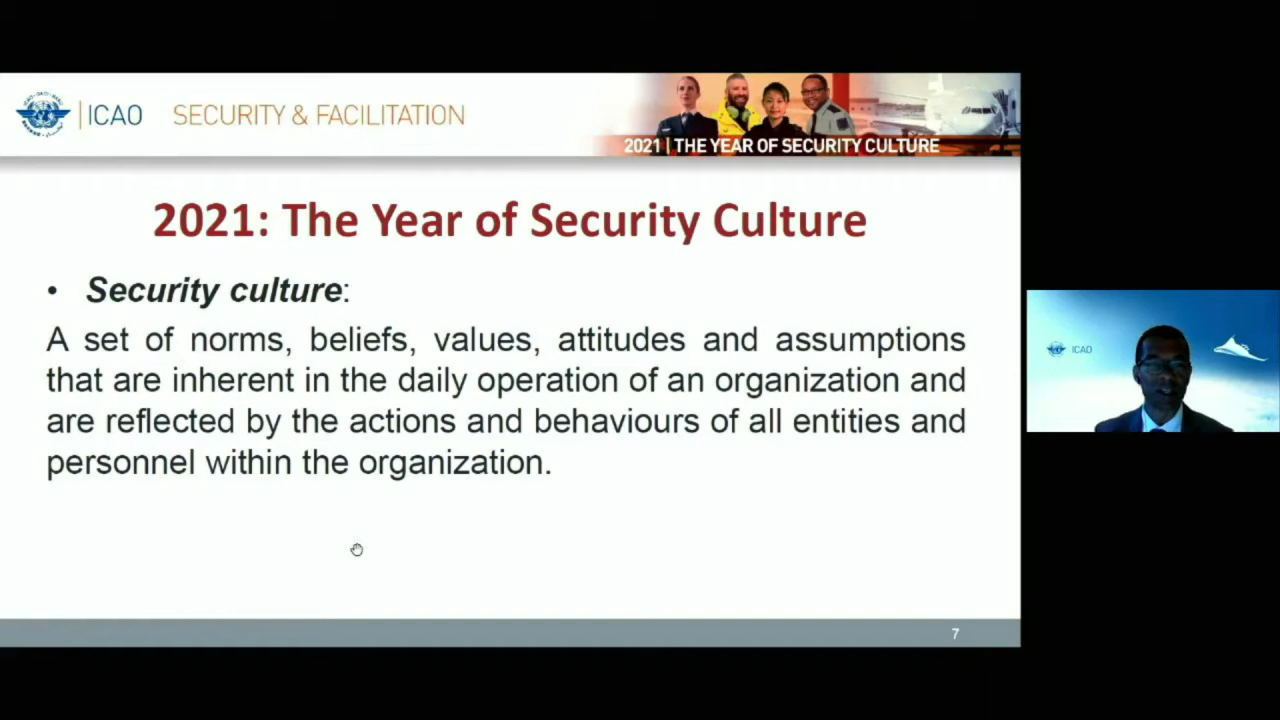 ICAO SECURITY & FACILITATION
2021 | THE YEAR OF SECURITY CULTURE
2021: The Year of Security Culture
• Security culture:
A set of norms, beliefs, values, attitudes and assumptions
that are inherent in the daily operation of an organization and
are reflected by the actions and behaviours of all entities and
personnel within the organization.
ICAO
7